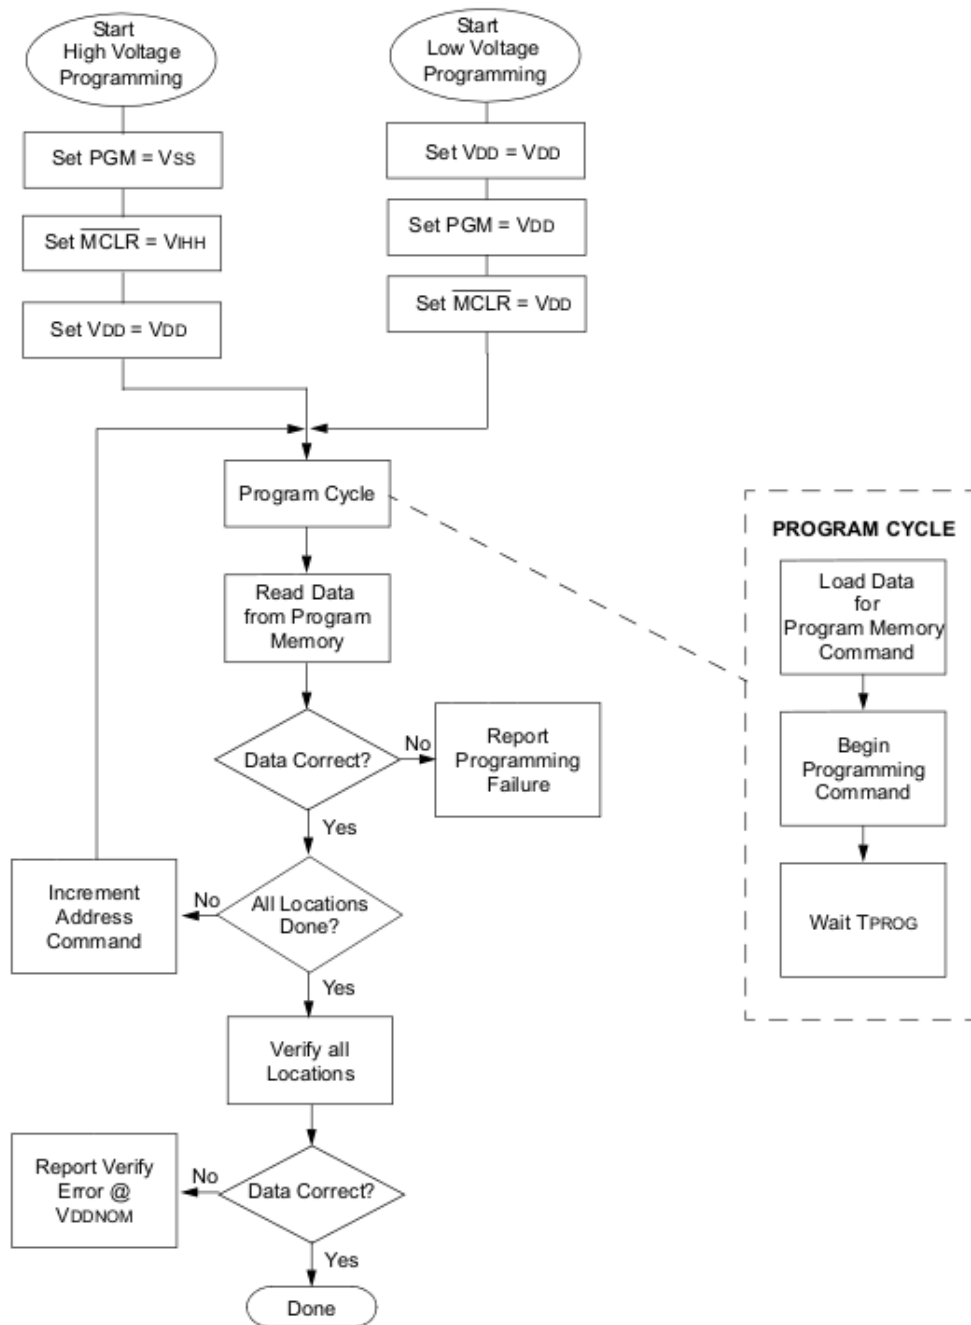 Start
High Voltage
Programming
Start
Low Voltage
Programming
Set PGM = VSS
Set VDD = VDD
Set MCLR = VIHH
Set PGM = VDD
Set VDD = VDD
Set MCLR = VDD
Program Cycle
PROGRAM CYCLE
Load Data
for
Program Memory
Command
Read Data
from Program
Memory
Begin
Programming
Command
Data Correct?
No
Report
Programming
Failure
Yes
Increment
Address
Command
No
All Locations
Done?
Wait TPROG
Yes
Verify all
Locations
Report Verify
Error @
VDDNOM
No
Data Correct?
Yes
Done